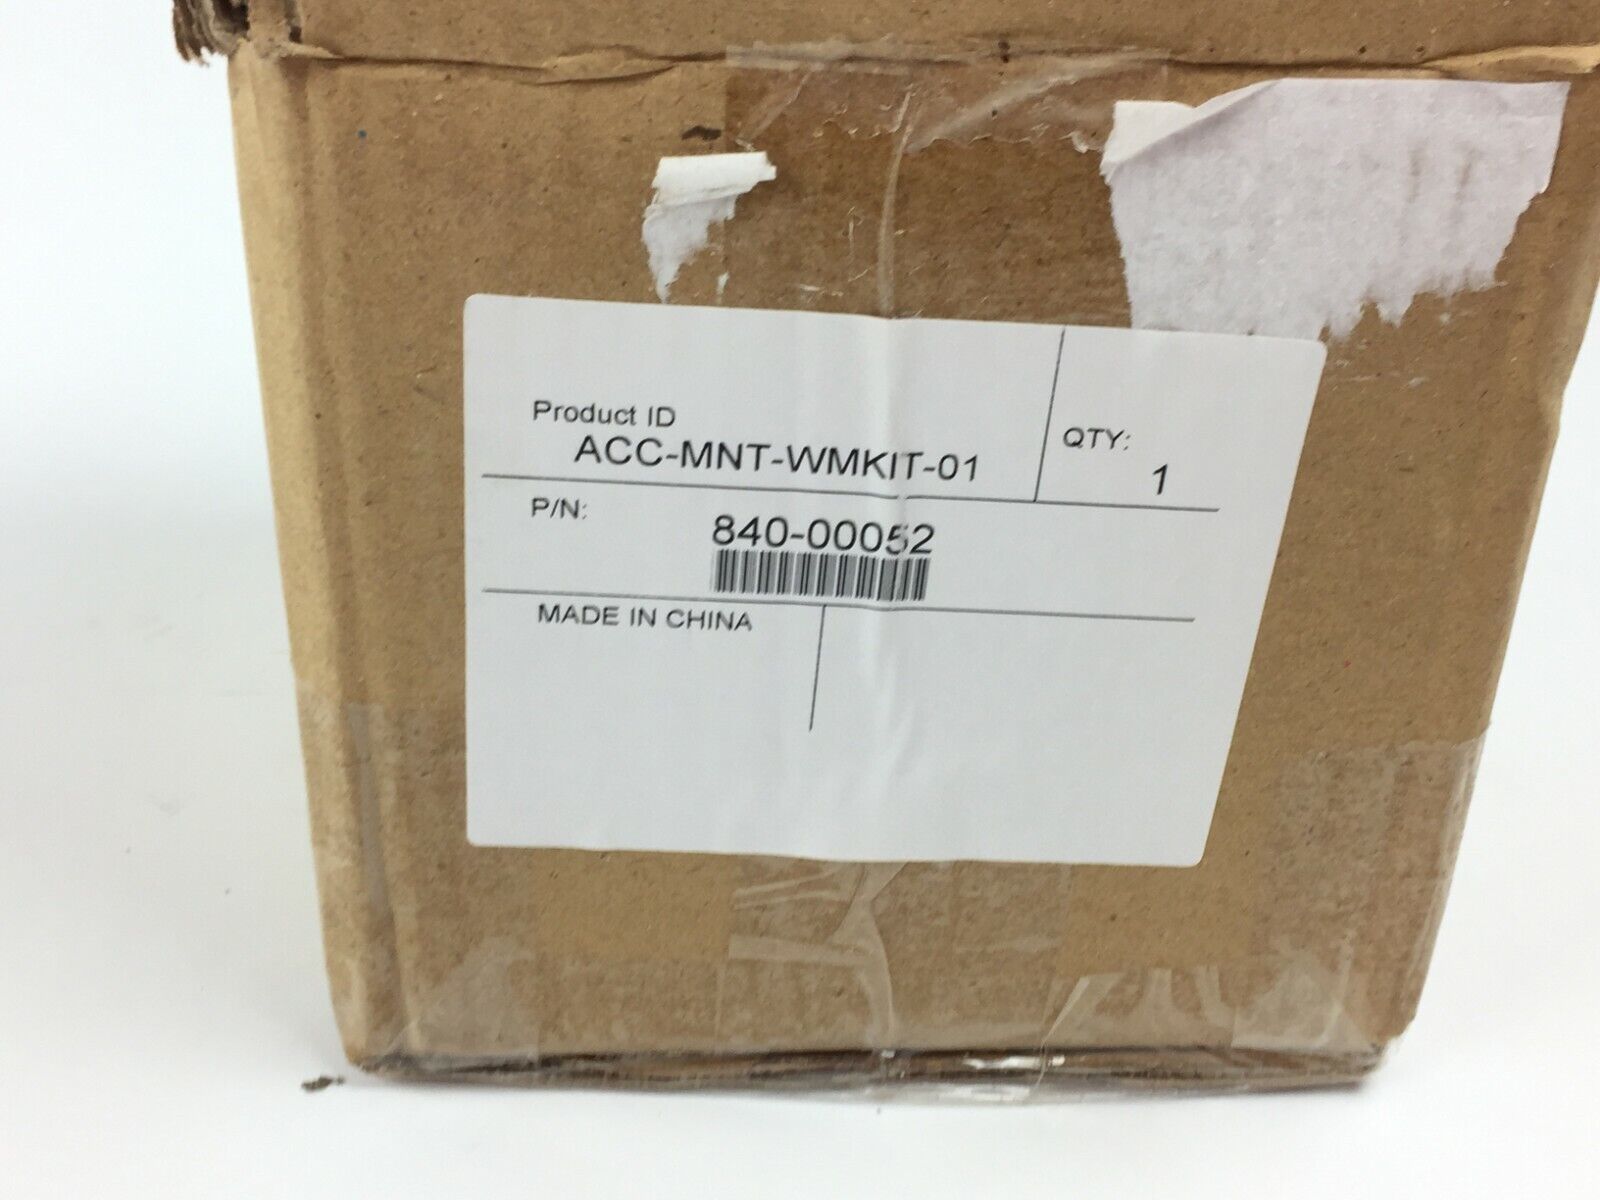 Product ID
ACC-MNT-WMKIT-01
QTY:
1
P/N:
840-00052
MADE IN CHINA